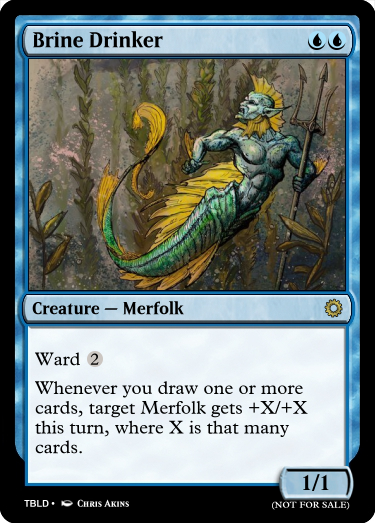 Brine Drinker
Creature — Merfolk
Ward 2
Whenever you draw one or more
cards, target Merfolk gets +X/+X
this turn, where X is that many
cards.
1/1
TBLD • Chris Akins
(NOT FOR SALE)